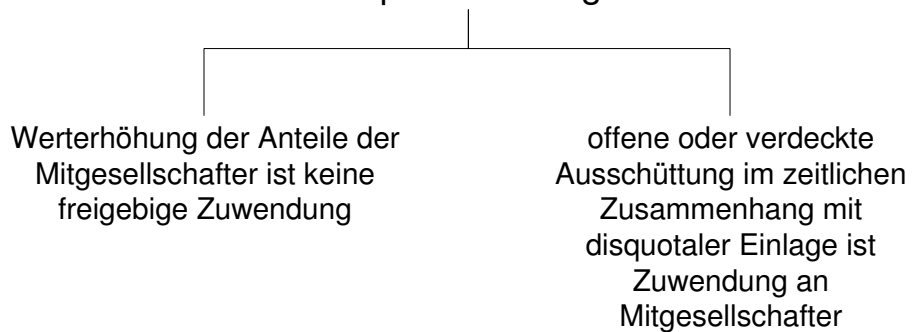 Werterhöhung der Anteile der
Mitgesellschafter ist keine
freigebige Zuwendung
offene oder verdeckte
Ausschüttung im zeitlichen
Zusammenhang mit
disquotaler Einlage ist
Zuwendung an
Mitgesellschafter